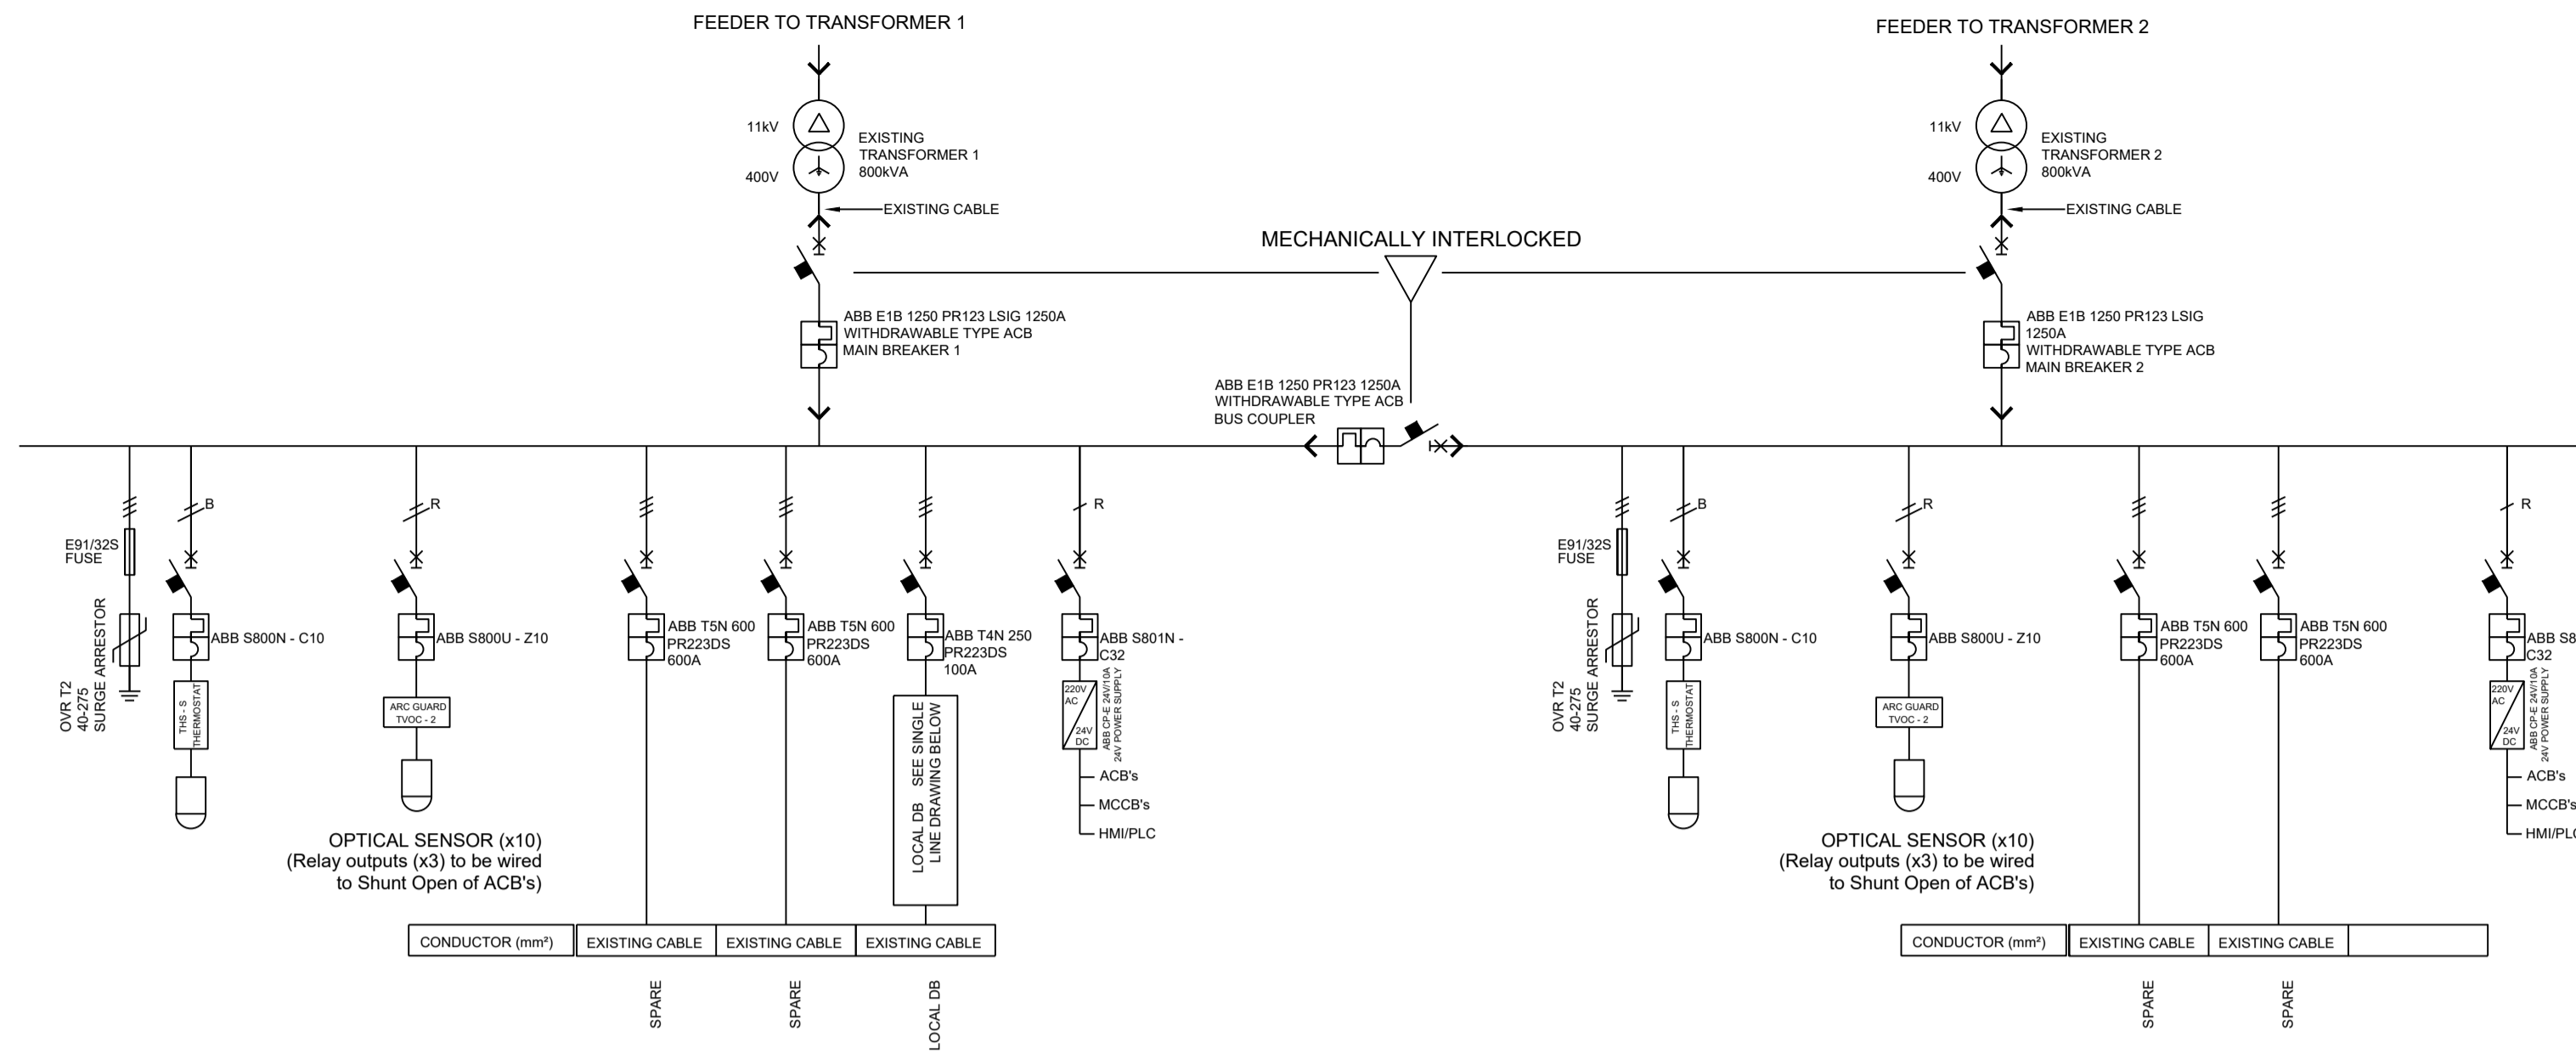 FEEDER TO TRANSFORMER 1
11kV
400V
EXISTING
TRANSFORMER 1
800kVA
EXISTING CABLE
FEEDER TO TRANSFORMER 2
11kV
400V
EXISTING
TRANSFORMER 2
800kVA
EXISTING CABLE
MECHANICALLY INTERLOCKED
ABB E1B 1250 PR123 LSIG 1250A
WITHDRAWABLE TYPE ACB
MAIN BREAKER 1
ABB E1B 1250 PR123 1250A
WITHDRAWABLE TYPE ACB
BUS COUPLER
ABB E1B 1250 PR123 LSIG
1250A
WITHDRAWABLE TYPE ACB
MAIN BREAKER 2
E91/32S
FUSE
OVR T2
40-275
SURGE ARRESTOR
B
ABB S800N - C10
THS - S
THERMOSTAT
R
ABB S800U - Z10
ARC GUARD
TVOC - 2
OPTICAL SENSOR (x10)
(Relay outputs (x3) to be wired
to Shunt Open of ACB's)
ABB T5N 600
PR223DS
600A
ABB T5N 600
PR223DS
600A
ABB T4N 250
PR223DS
100A
LOCAL DB SEE SINGLE
LINE DRAWING BELOW
R
ABB S801N -
C32
220V
AC
24V
DC
ABB CP-E 24V/10A
24V POWER SUPPLY
ACB's
MCCB's
HMI/PLC
CONDUCTOR (mm²)
EXISTING CABLE
EXISTING CABLE
EXISTING CABLE
SPARE
SPARE
LOCAL DB
E91/32S
FUSE
OVR T2
40-275
SURGE ARRESTOR
B
ABB S800N - C10
THS - S
THERMOSTAT
R
ABB S800U - Z10
ARC GUARD
TVOC - 2
OPTICAL SENSOR (x10)
(Relay outputs (x3) to be wired
to Shunt Open of ACB's)
ABB T5N 600
PR223DS
600A
ABB T5N 600
PR223DS
600A
R
ABB S8
C32
220V
AC
24V
DC
ABB CP-E 24V/10A
24V POWER SUPPLY
ACB's
MCCB's
HMI/PLC
CONDUCTOR (mm²)
EXISTING CABLE
EXISTING CABLE
SPARE
SPARE